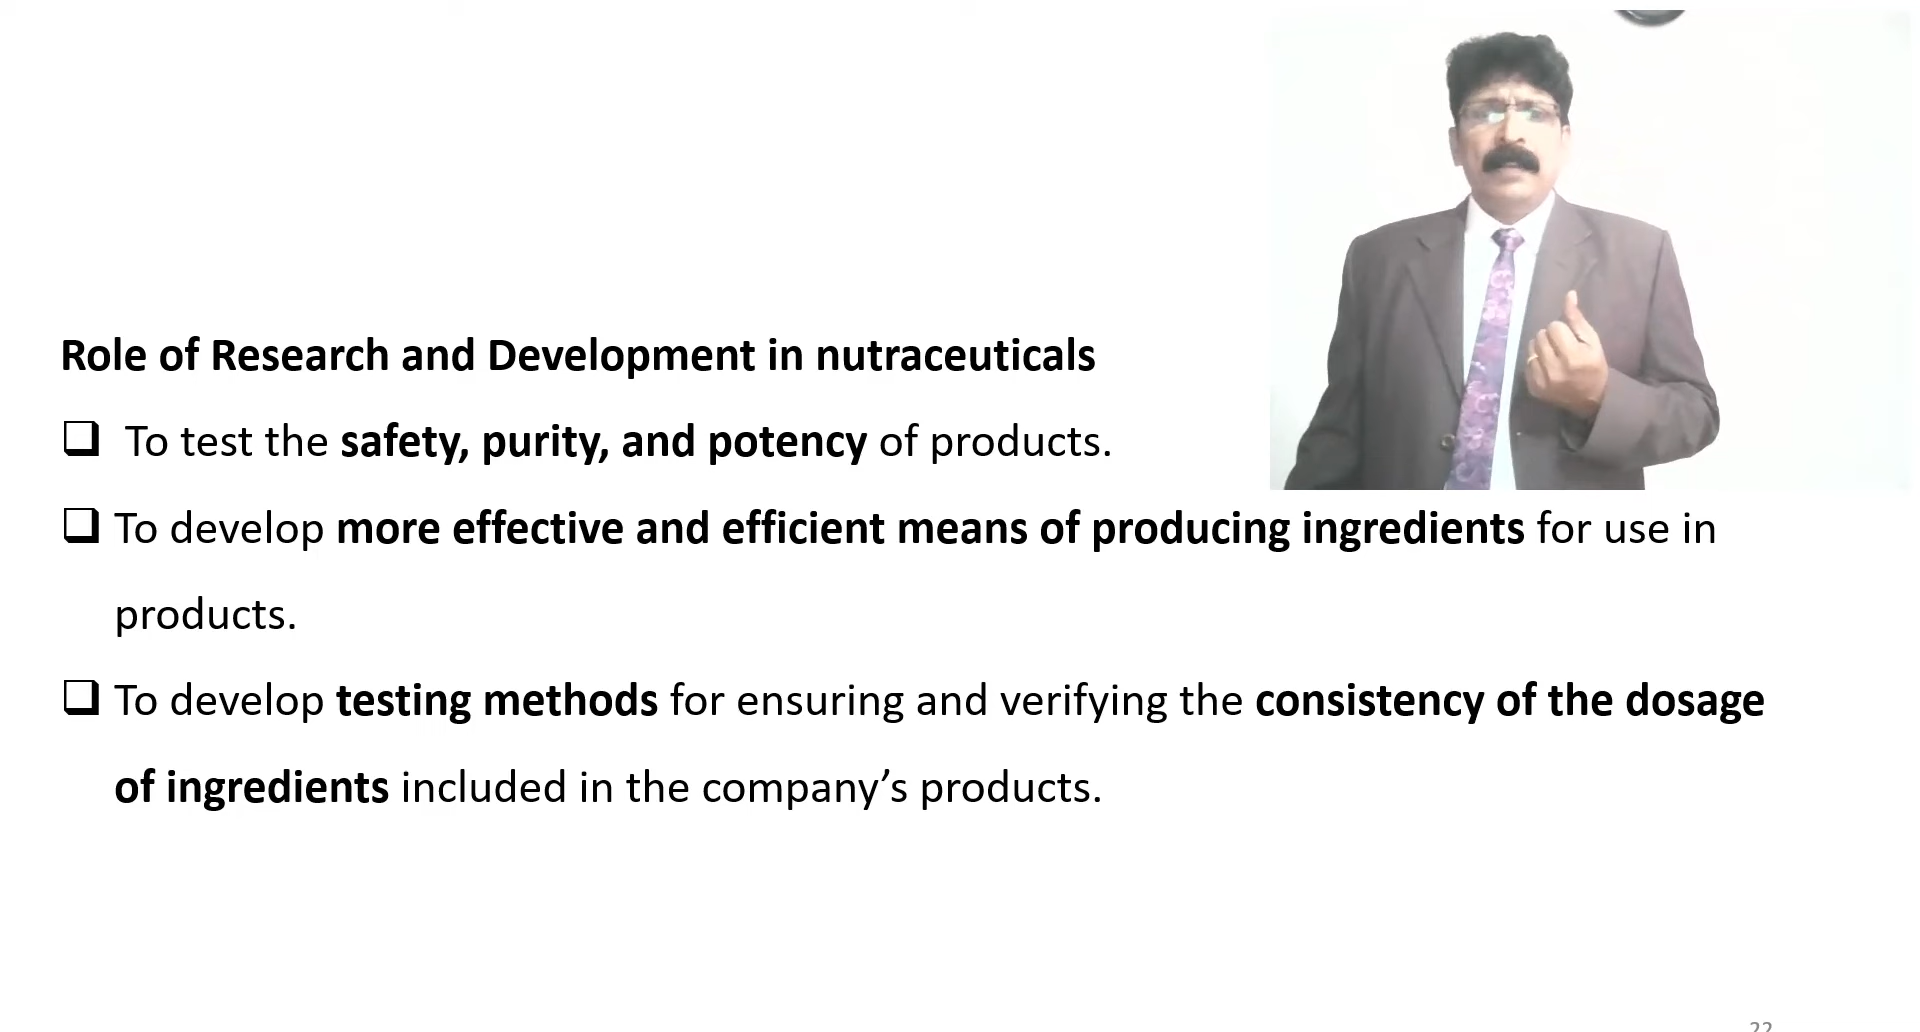 Role of Research and Development in nutraceuticals
❑ To test the safety, purity, and potency of products.
❑ To develop more effective and efficient means of producing ingredients for use in
products.
❑ To develop testing methods for ensuring and verifying the consistency of the dosage
of ingredients included in the company’s products.
22